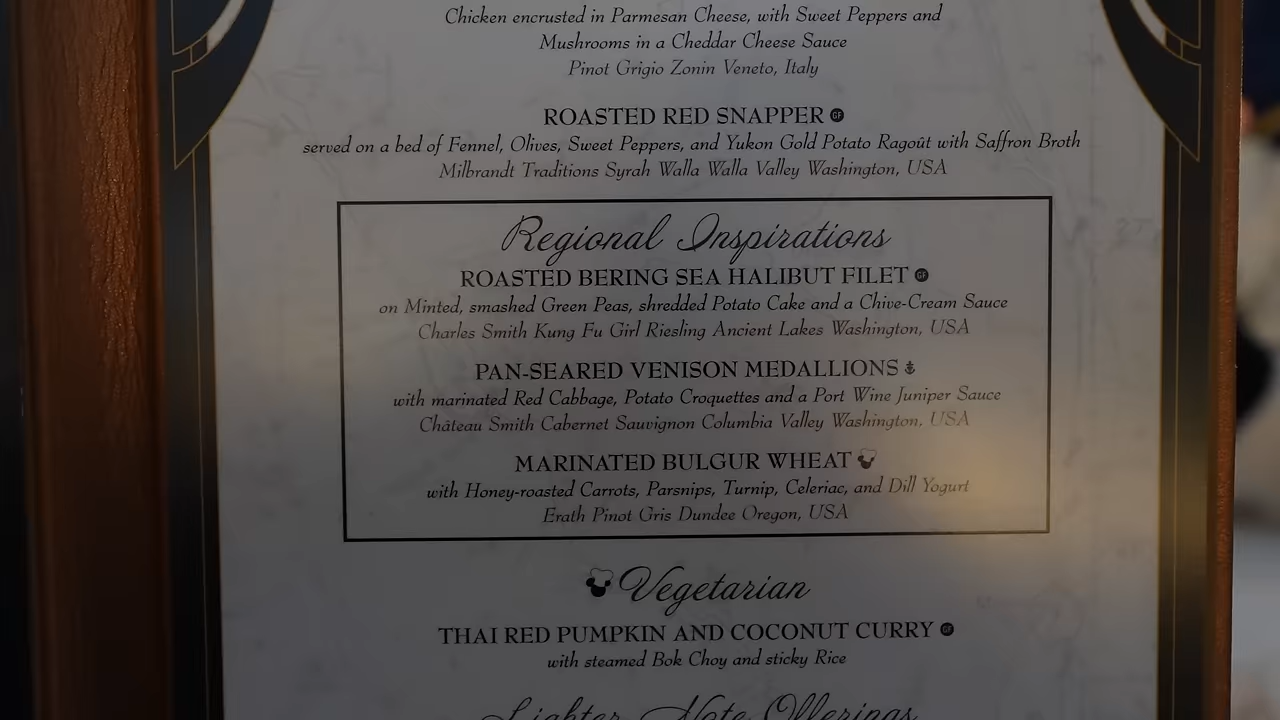 Chicken encrusted in Parmesan Cheese, with Sweet Peppers and
Mushrooms in a Cheddar Cheese Sauce
Pinot Grigio Zonin Veneto, Italy
ROASTED RED SNAPPER GF
served on a bed of Fennel, Olives, Sweet Peppers, and Yukon Gold Potato Ragoût with Saffron Broth
Milbrandt Traditions Syrah Walla Walla Valley Washington, USA
Regional Inspirations
ROASTED BERING SEA HALIBUT FILET GF
on Minted, smashed Green Peas, shredded Potato Cake and a Chive-Cream Sauce
Charles Smith Kung Fu Girl Riesling Ancient Lakes Washington, USA
PAN-SEARED VENISON MEDALLIONS
with marinated Red Cabbage, Potato Croquettes and a Port Wine Juniper Sauce
Château Smith Cabernet Sauvignon Columbia Valley Washington, USA
MARINATED BULGUR WHEAT
with Honey-roasted Carrots, Parsnips, Turnip, Celeriac, and Dill Yogurt
Erath Pinot Gris Dundee Oregon, USA
Vegetarian
THAI RED PUMPKIN AND COCONUT CURRY GF
with steamed Bok Choy and sticky Rice
Lighter Note Offerings